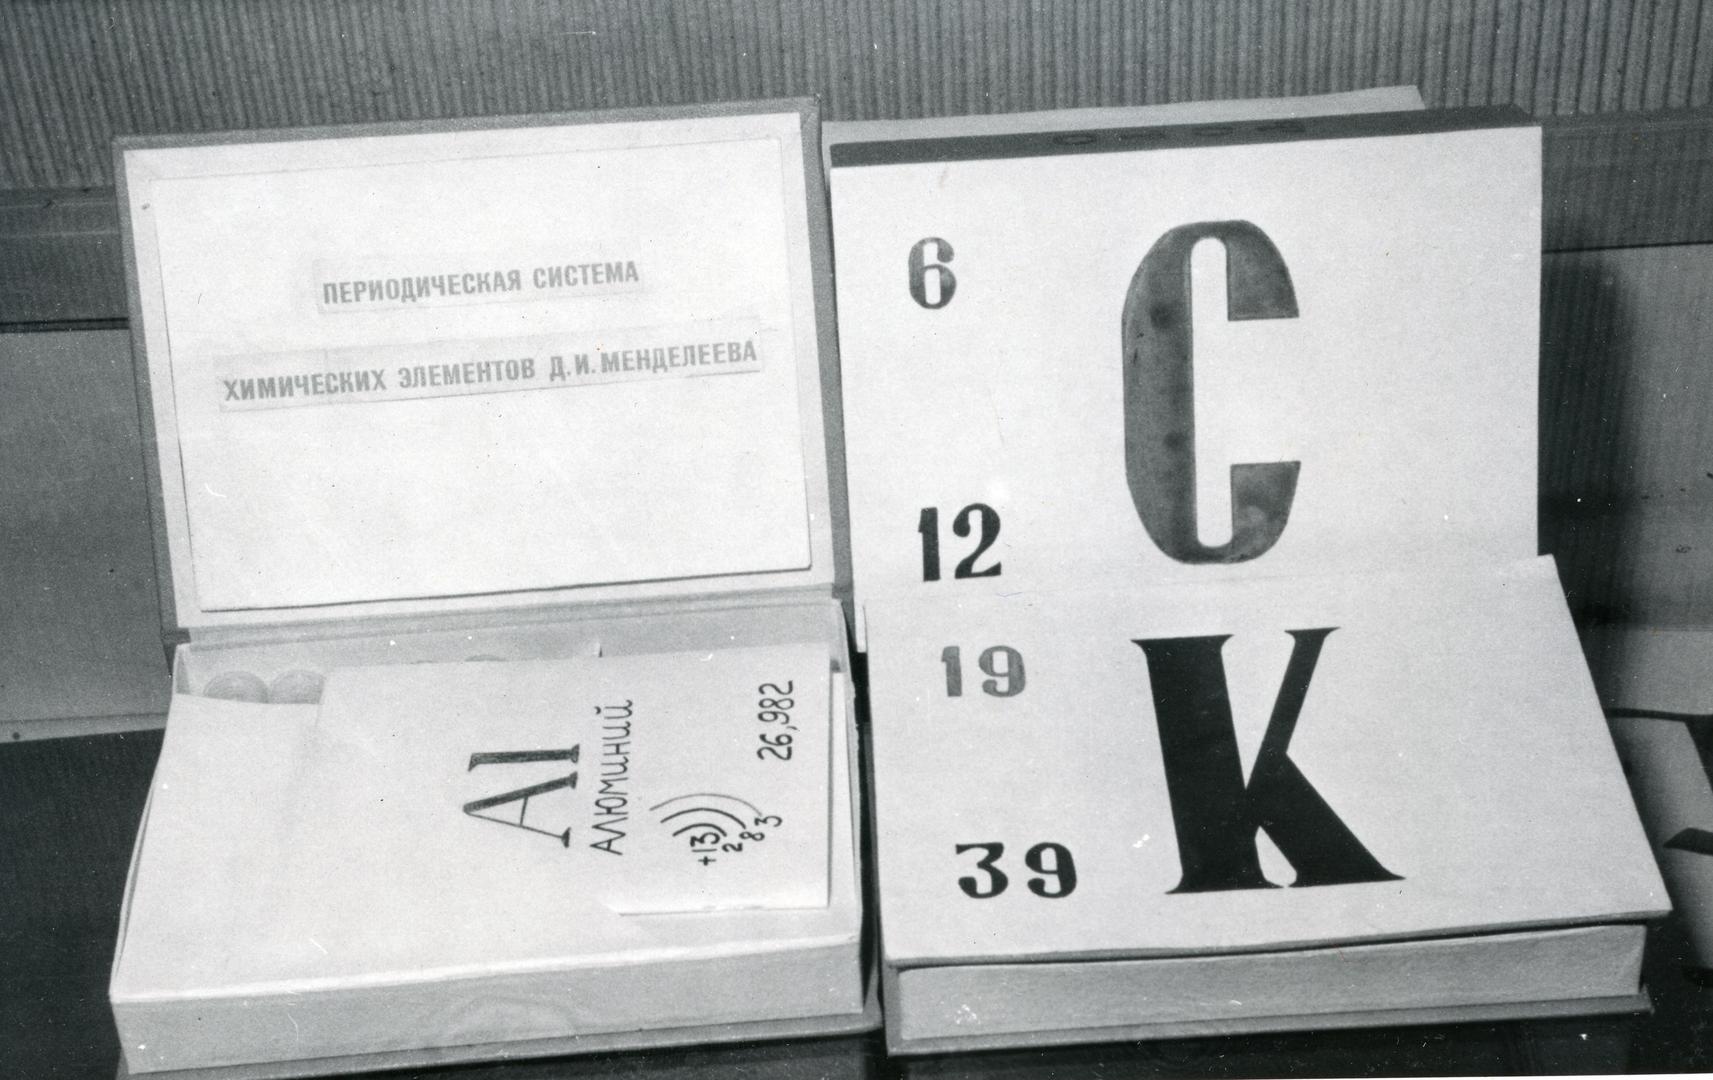 ПЕРИОДИЧЕСКАЯ СИСТЕМА
ХИМИЧЕСКИХ ЭЛЕМЕНТОВ Д.И.МЕНДЕЛЕЕВА
Al
Алюминий
+13 2 8 3
26,982
6
C
12
19
K
39